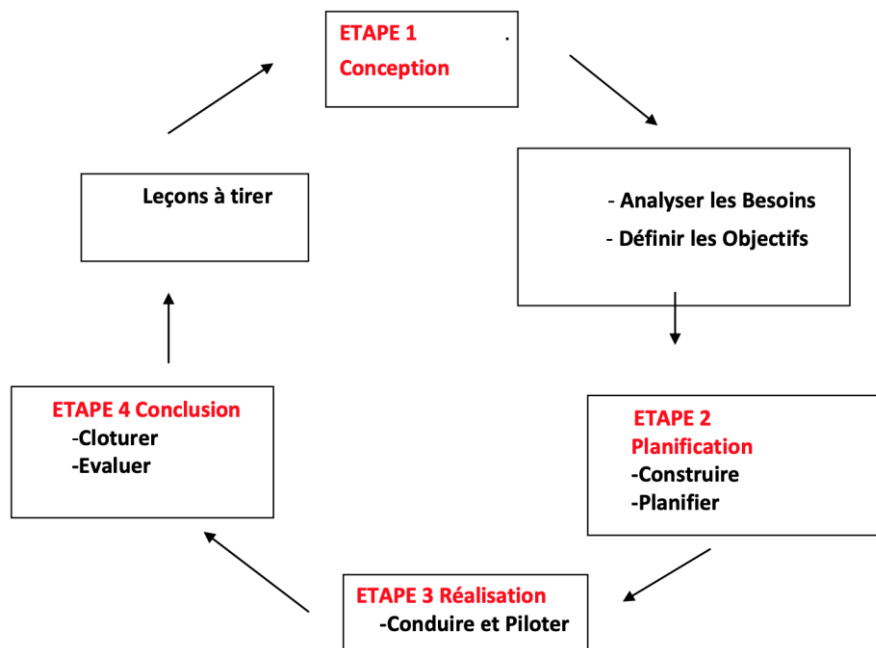 ETAPE 1 .
Conception
- Analyser les Besoins
- Définir les Objectifs
ETAPE 2
Planification
-Construire
-Planifier
ETAPE 3 Réalisation
-Conduire et Piloter
ETAPE 4 Conclusion
-Cloturer
-Evaluer
Leçons à tirer